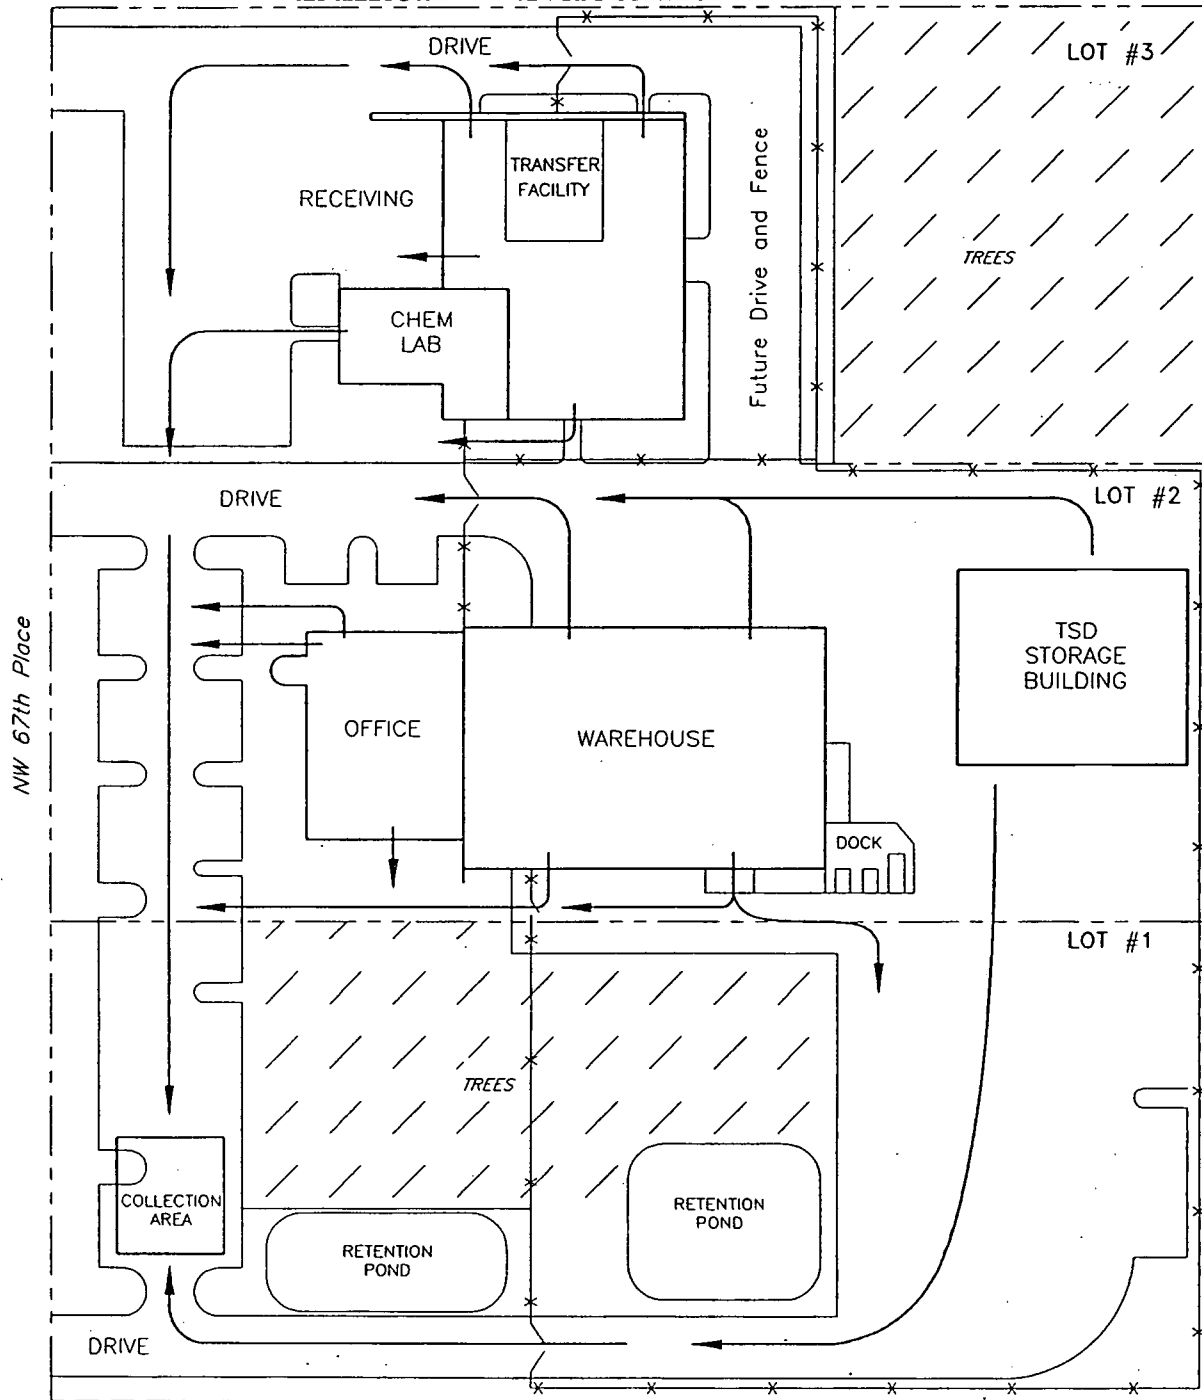 DRIVE
LOT #3
TRANSFER
FACILITY
RECEIVING
Future Drive and Fence
TREES
CHEM
LAB
DRIVE
LOT #2
NW 67th Place
TSD
STORAGE
BUILDING
OFFICE
WAREHOUSE
DOCK
LOT #1
TREES
COLLECTION
AREA
RETENTION
POND
RETENTION
POND
DRIVE